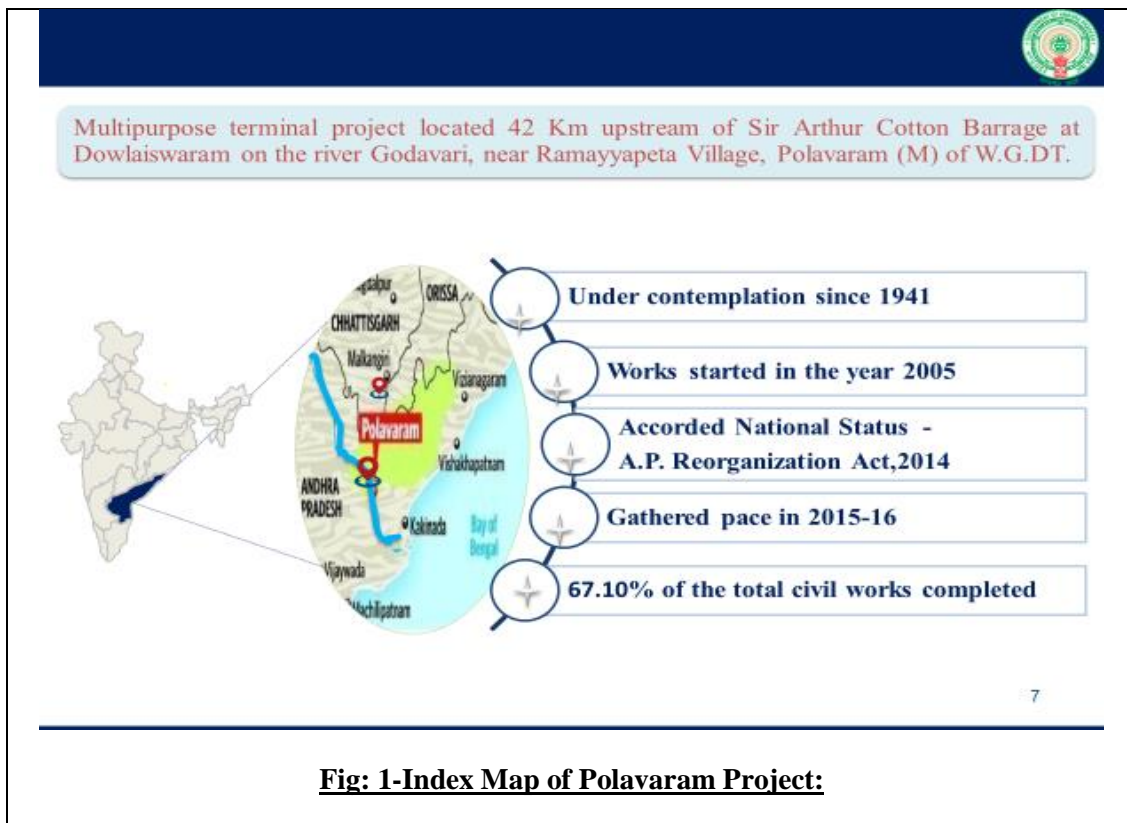 Multipurpose terminal project located 42 Km upstream of Sir Arthur Cotton Barrage at
Dowlaiswaram on the river Godavari, near Ramayyapeta Village, Polavaram (M) of W.G.DT.
Under contemplation since 1941
Works started in the year 2005
Accorded National Status -
A.P. Reorganization Act,2014
Gathered pace in 2015-16
67.10% of the total civil works completed
ORISSA
CHHATTISGARH
Malkangiri
Vizianagaram
Polavaram
Vishakhapatnam
ANDHRA
PRADESH
Kakinada
Bay of
Bengal
Vijaywada
Machilipatnam
7
Fig: 1-Index Map of Polavaram Project: